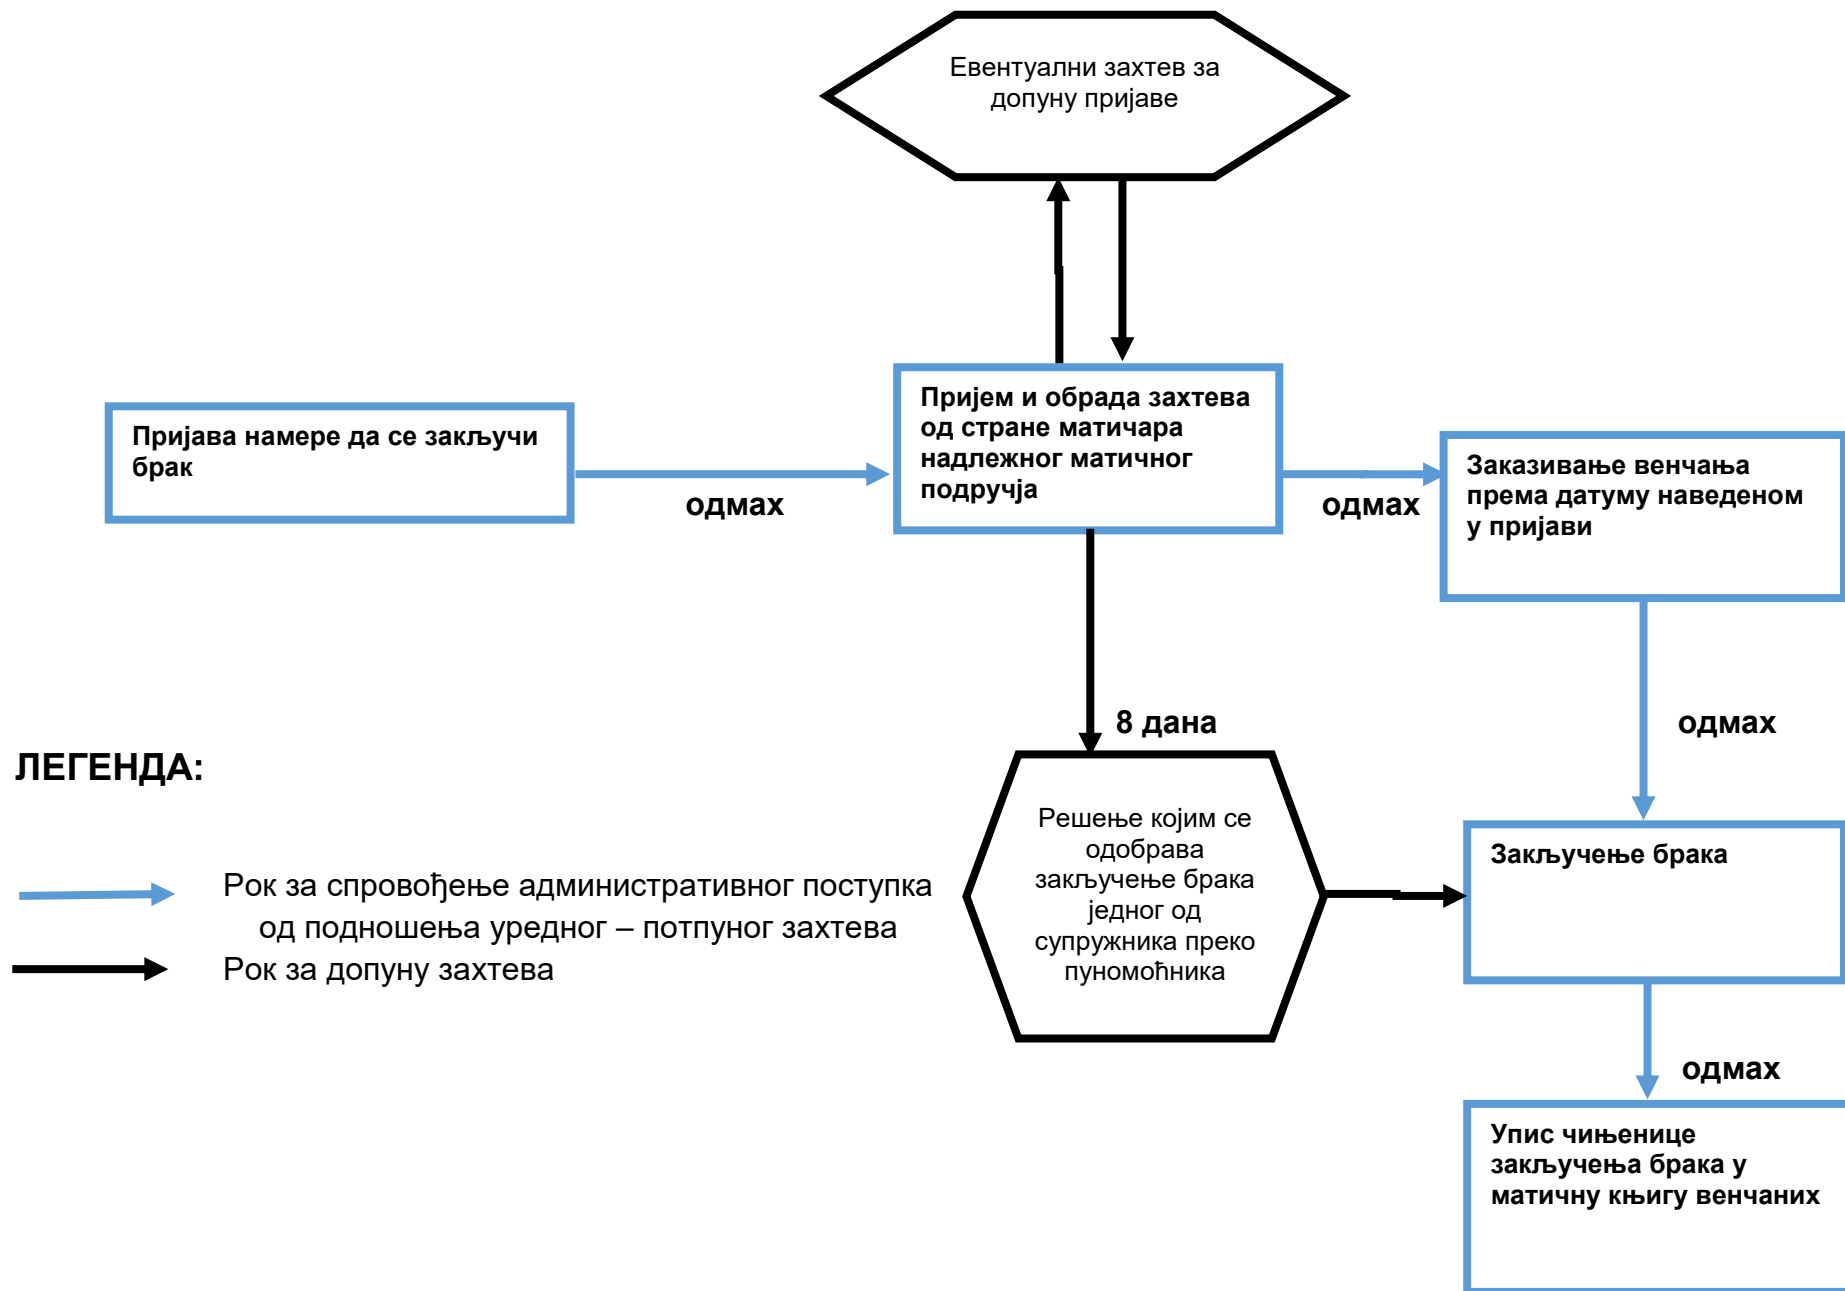 Евентуални захтев за
допуну пријаве
Пријава намере да се закључи
брак
одмах
Пријем и обрада захтева
од стране матичара
надлежног матичног
подручја
одмах
Заказивање венчања
према датуму наведеном
у пријави
8 дана
одмах
ЛЕГЕНДА:
Рок за спровођење административног поступка
од подношења уредног – потпуног захтева
Рок за допуну захтева
Решење којим се
одобрава
закључење брака
једног од
супружника преко
пуномоћника
Закључење брака
одмах
Упис чињенице
закључења брака у
матичну књигу венчаних